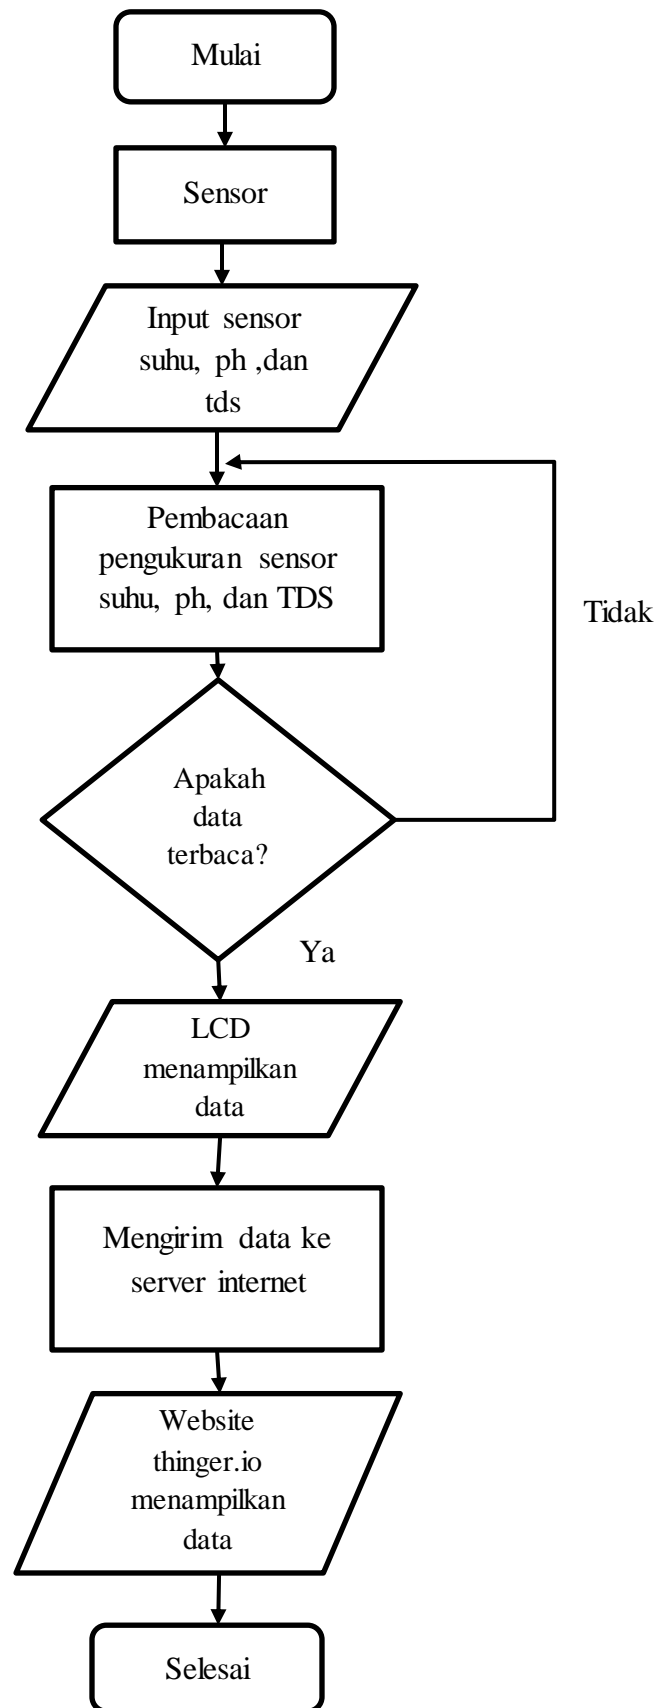 Mulai
Sensor
Input sensor
suhu, ph ,dan
tds
Pembacaan
pengukuran sensor
suhu, ph, dan TDS
Tidak
Apakah
data
terbaca?
Ya
LCD
menampilkan
data
Mengirim data ke
server internet
Website
thinger.io
menampilkan
data
Selesai